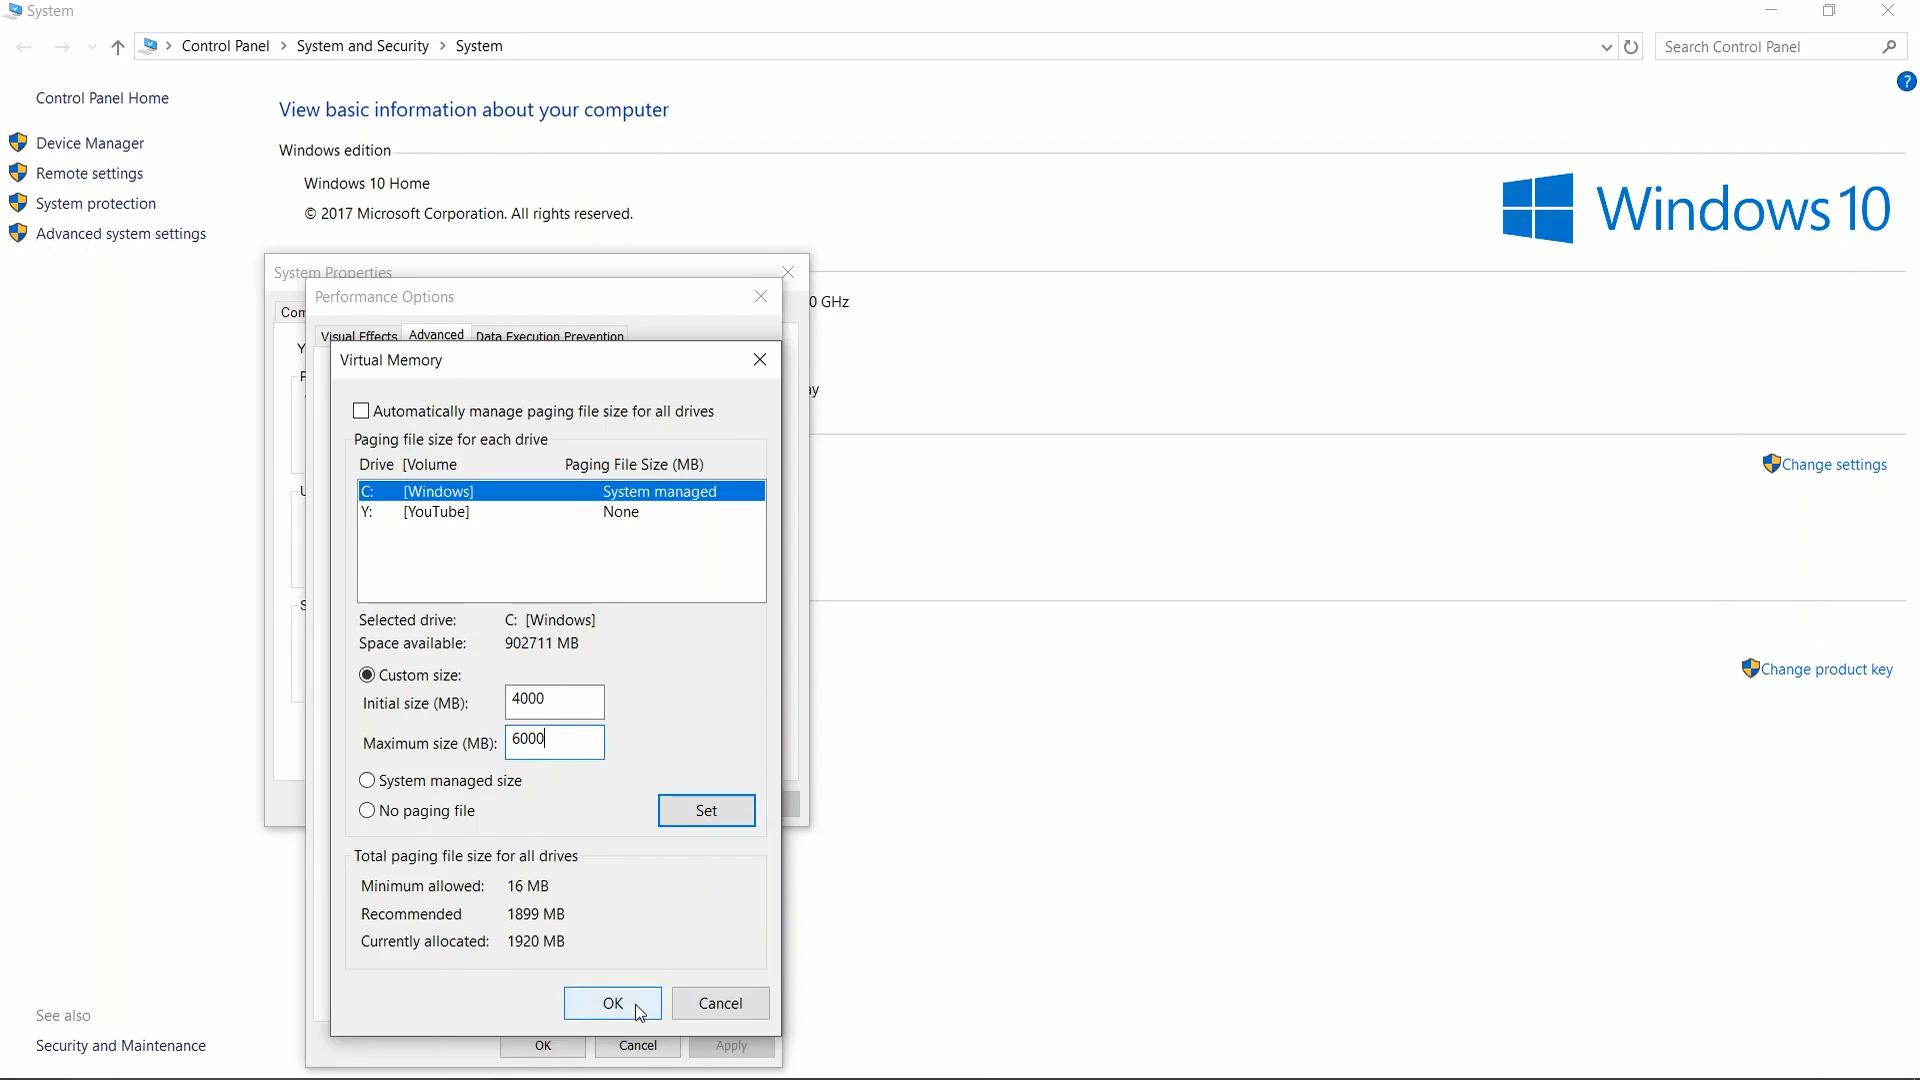 System
Control Panel > System and Security > System
Search Control Panel
?
Control Panel Home
Device Manager
Remote settings
System protection
Advanced system settings
View basic information about your computer
Windows edition
Windows 10 Home
© 2017 Microsoft Corporation. All rights reserved.
Windows 10
System Properties
Performance Options
0 GHz
Con
Visual Effects Advanced Data Execution Prevention
Virtual Memory
ay
Automatically manage paging file size for all drives
Paging file size for each drive
Drive [Volume Paging File Size (MB)
C: [Windows] System managed
Y: [YouTube] None
Change settings
Selected drive: C: [Windows]
Space available: 902711 MB
Custom size:
Initial size (MB): 4000
Maximum size (MB): 6000
System managed size
No paging file
Set
Change product key
Total paging file size for all drives
Minimum allowed: 16 MB
Recommended 1899 MB
Currently allocated: 1920 MB
OK Cancel
OK Cancel Apply
See also
Security and Maintenance